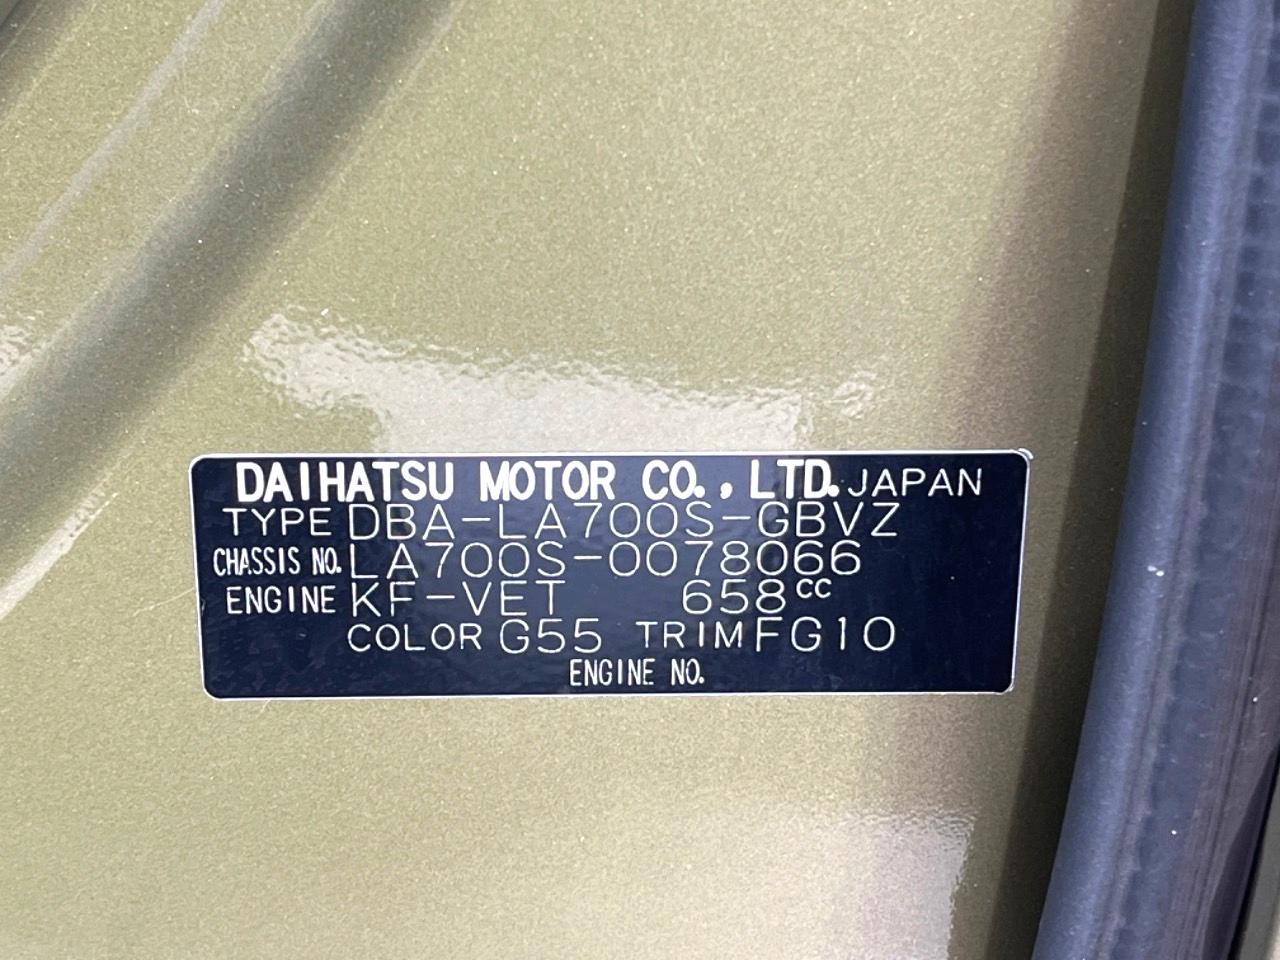 DAIHATSU MOTOR CO., LTD. JAPAN
TYPE DBA-LA700S-GBVZ
CHASSIS NO. LA700S-0078066
ENGINE KF-VET 658cc
COLOR G55 TRIM FG10
ENGINE NO.